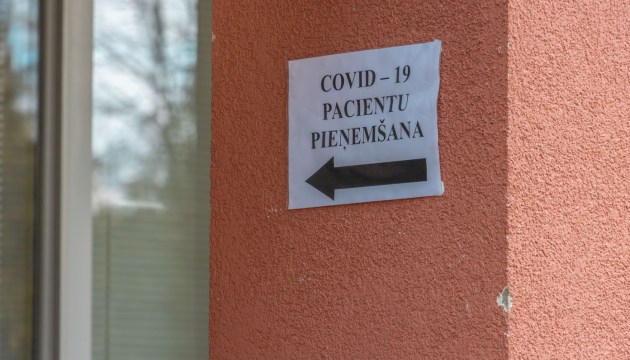 COVID – 19
PACIENTU
PIEŅEMŠANA